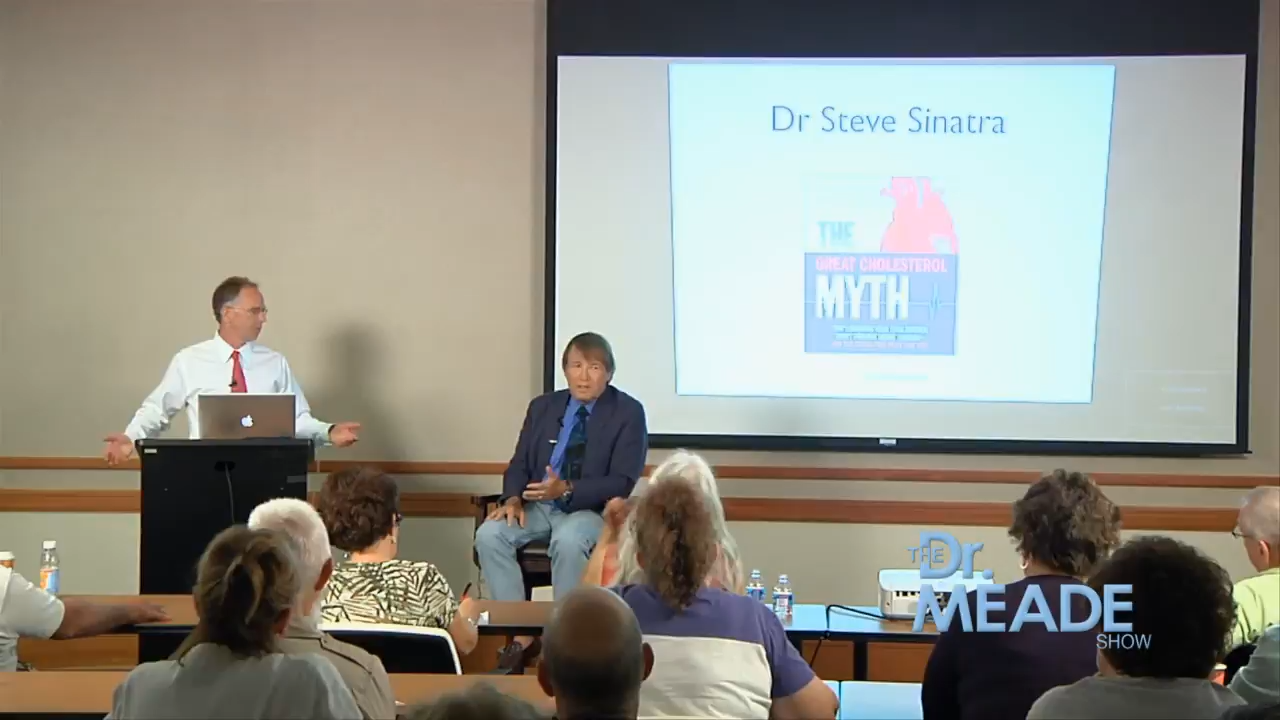 Dr Steve Sinatra
THE
GREAT CHOLESTEROL
MYTH
THE Dr.
MEADE
SHOW